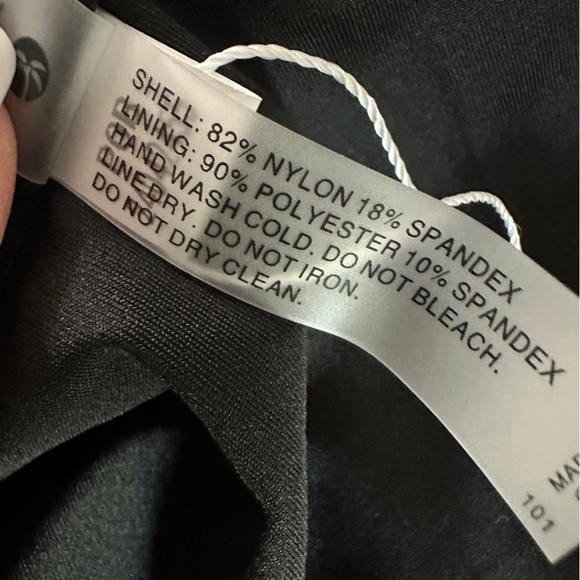 SHELL: 82% NYLON 18% SPANDEX
LINING: 90% POLYESTER 10% SPANDEX
HAND WASH COLD. DO NOT BLEACH.
LINE DRY. DO NOT IRON.
DO NOT DRY CLEAN.
101